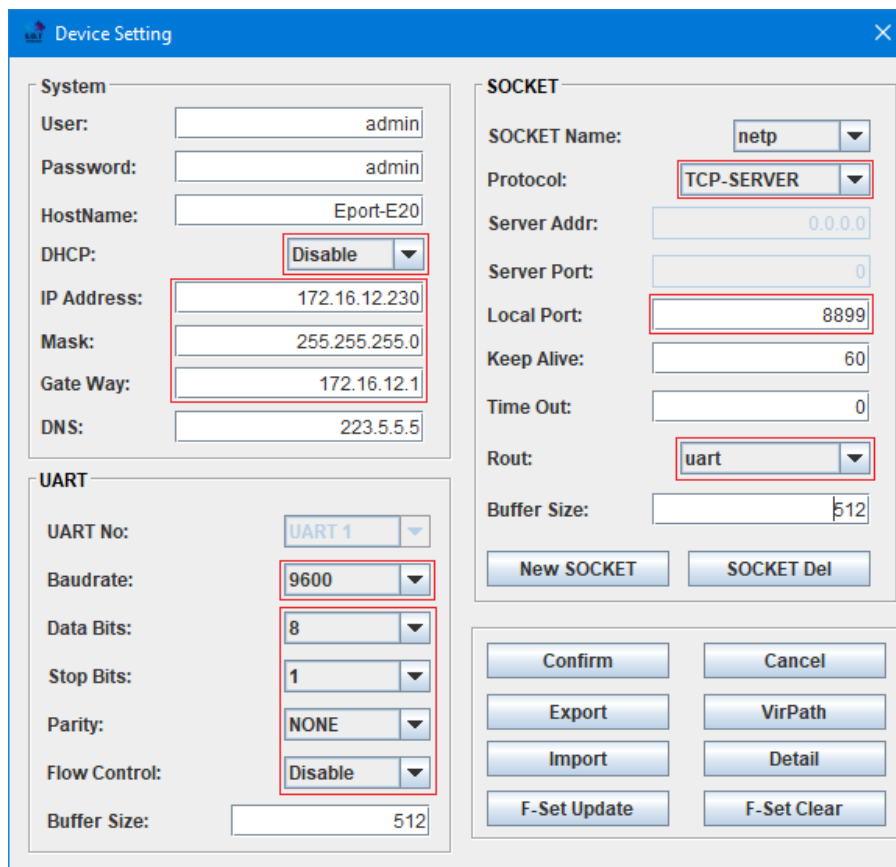 Device Setting
System
User: admin
Password: admin
HostName: Eport-E20
DHCP: Disable
IP Address: 172.16.12.230
Mask: 255.255.255.0
Gate Way: 172.16.12.1
DNS: 223.5.5.5
UART
UART No: UART 1
Baudrate: 9600
Data Bits: 8
Stop Bits: 1
Parity: NONE
Flow Control: Disable
Buffer Size: 512
SOCKET
SOCKET Name: netp
Protocol: TCP-SERVER
Server Addr: 0.0.0.0
Server Port: 0
Local Port: 8899
Keep Alive: 60
Time Out: 0
Rout: uart
Buffer Size: 512
New SOCKET SOCKET Del
Confirm Cancel
Export VirPath
Import Detail
F-Set Update F-Set Clear